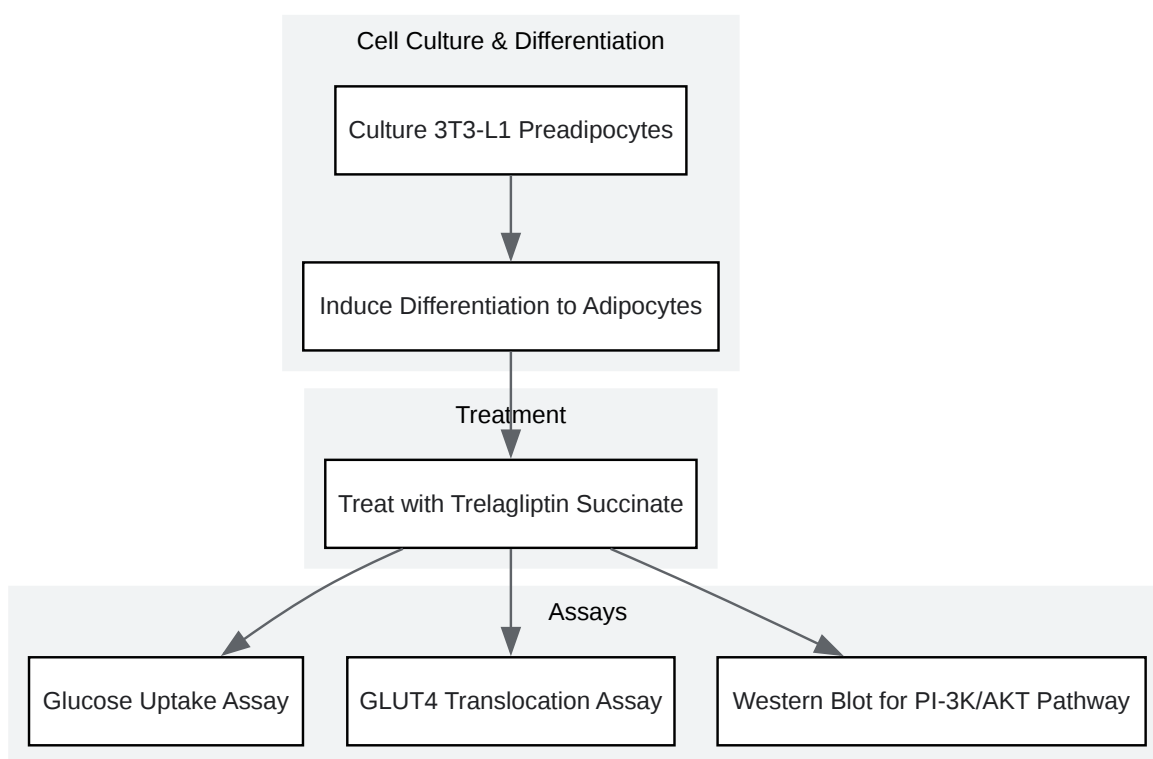 Cell Culture & Differentiation
Culture 3T3-L1 Preadipocytes
Induce Differentiation to Adipocytes
Treatment
Treat with Trelagliptin Succinate
Assays
Glucose Uptake Assay
GLUT4 Translocation Assay
Western Blot for PI-3K/AKT Pathway